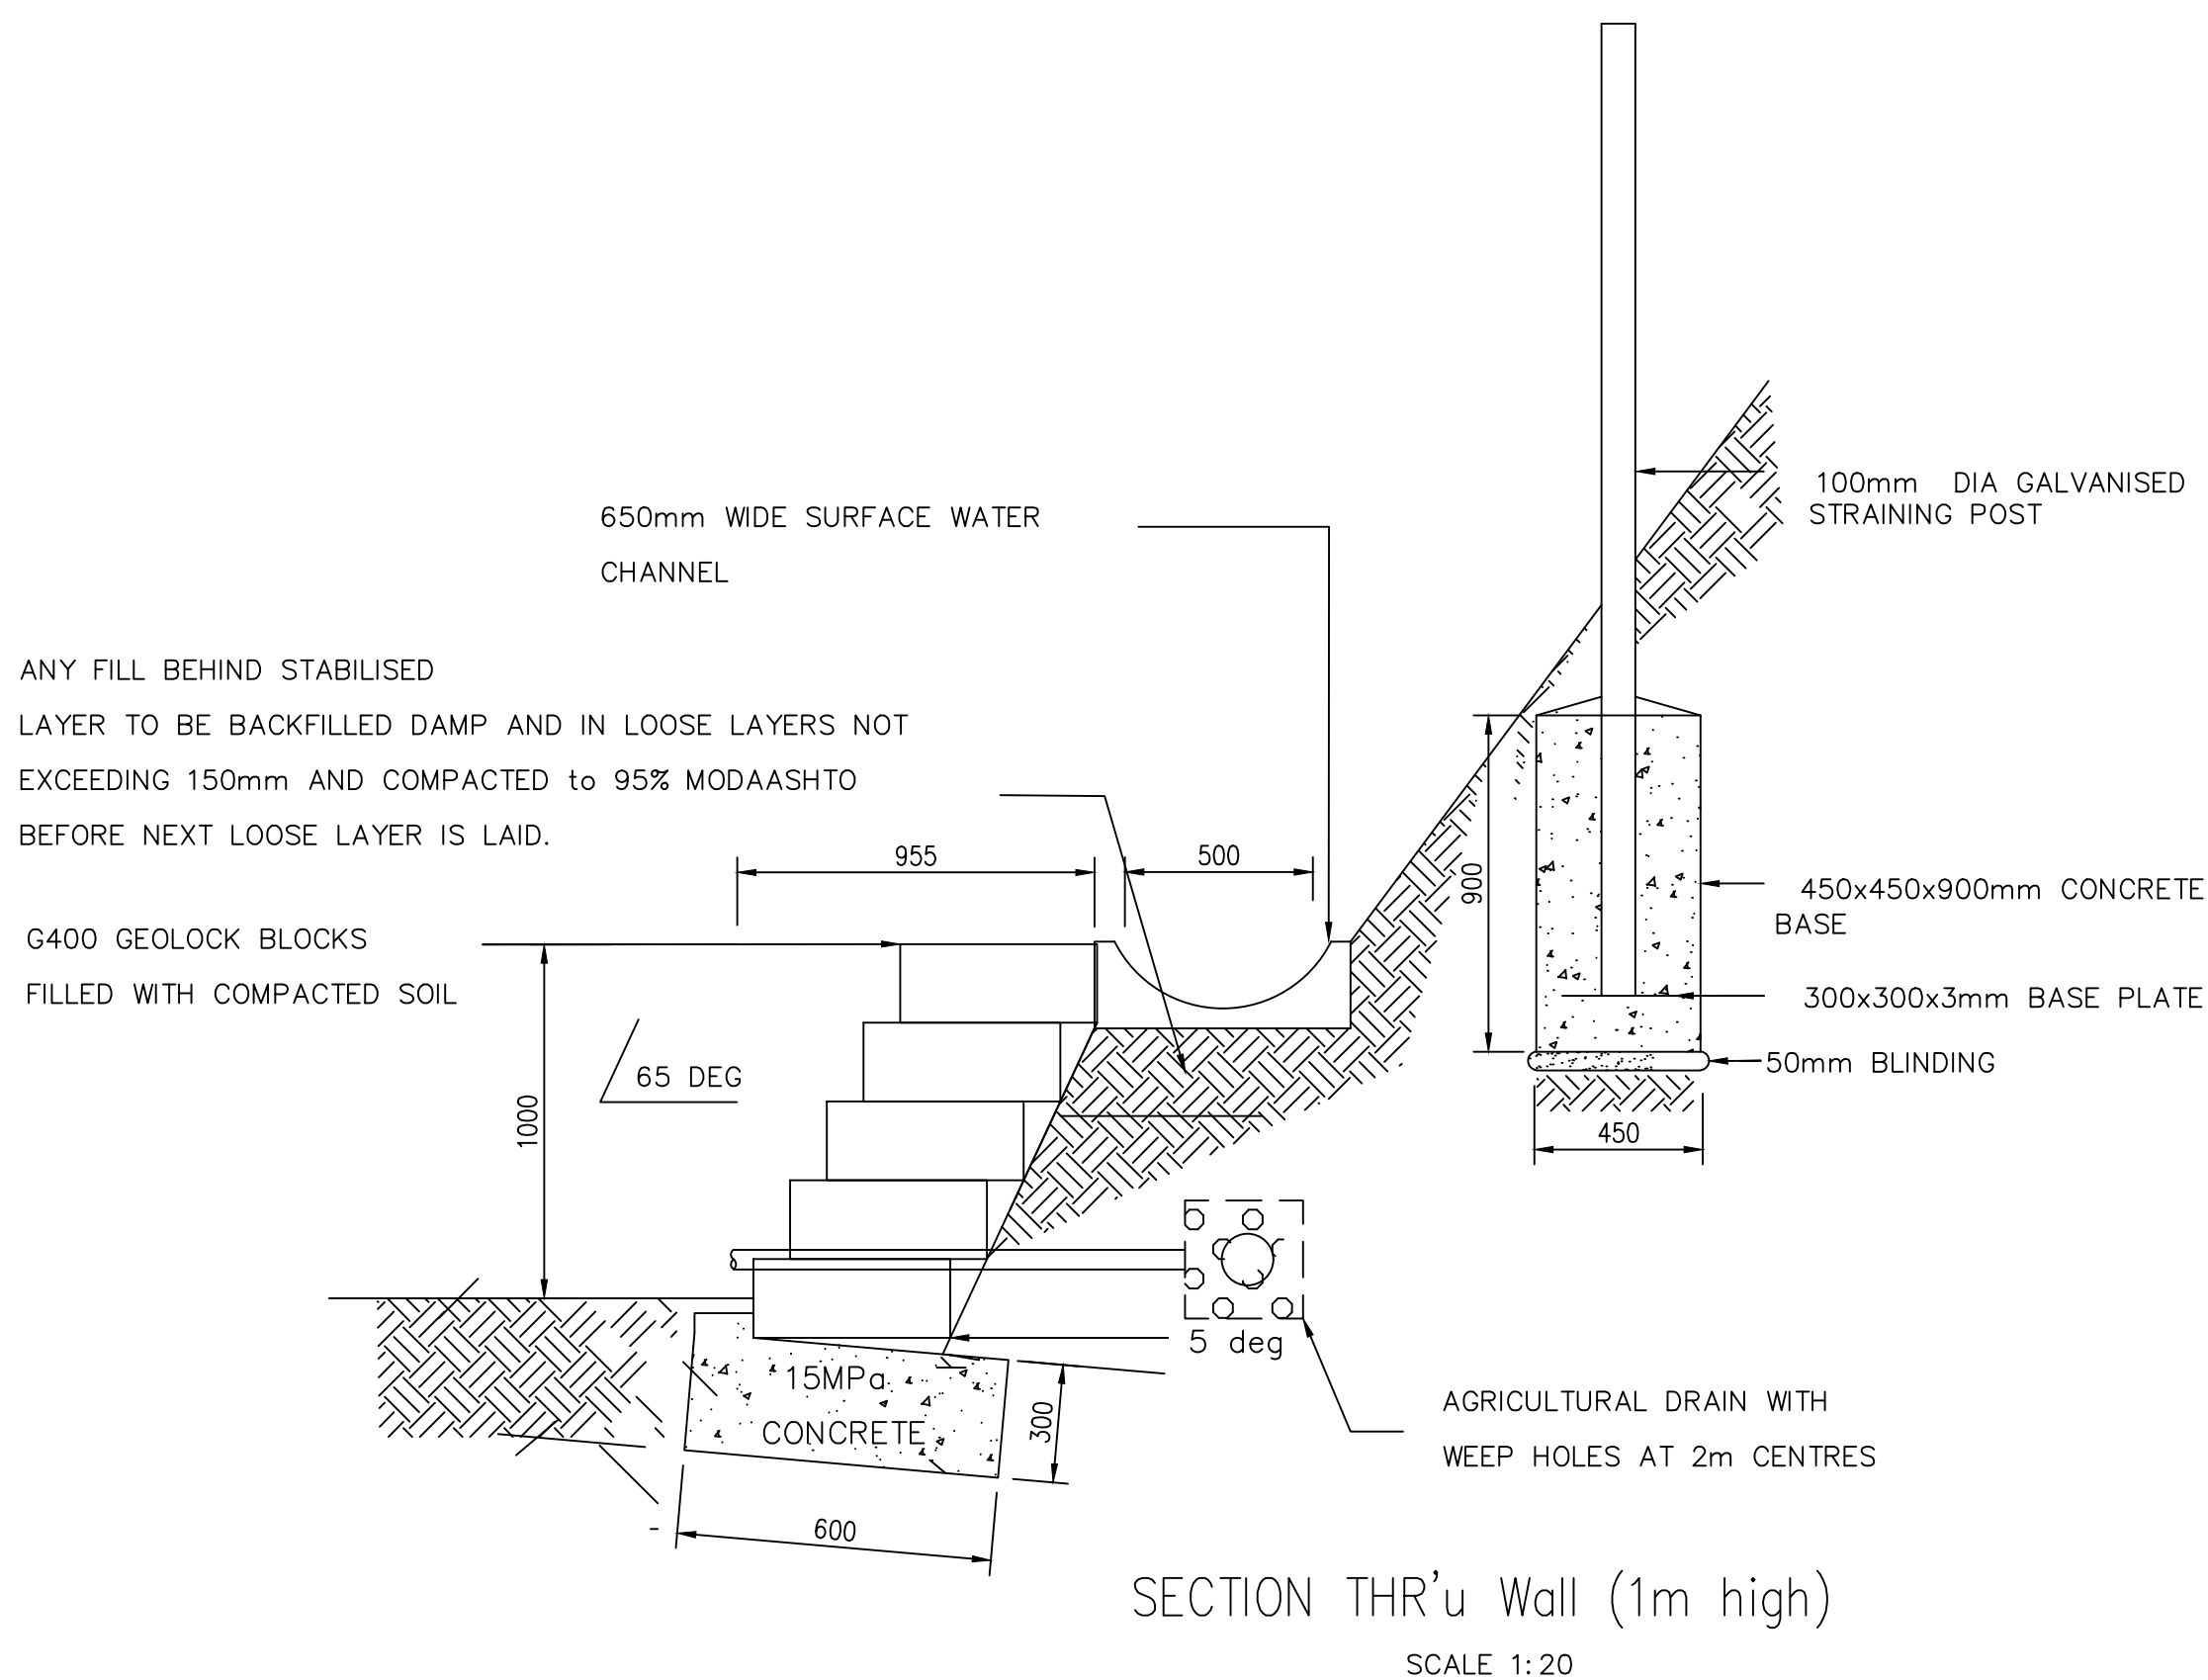 100mm DIA GALVANISED
STRAINING POST
650mm WIDE SURFACE WATER
CHANNEL
ANY FILL BEHIND STABILISED
LAYER TO BE BACKFILLED DAMP AND IN LOOSE LAYERS NOT
EXCEEDING 150mm AND COMPACTED to 95% MODAASHTO
BEFORE NEXT LOOSE LAYER IS LAID.
955
500
900
450x450x900mm CONCRETE
BASE
G400 GEOLOCK BLOCKS
FILLED WITH COMPACTED SOIL
300x300x3mm BASE PLATE
50mm BLINDING
65 DEG
1000
450
5 deg
15MPa
CONCRETE
300
AGRICULTURAL DRAIN WITH
WEEP HOLES AT 2m CENTRES
600
SECTION THR'u Wall (1m high)
SCALE 1:20